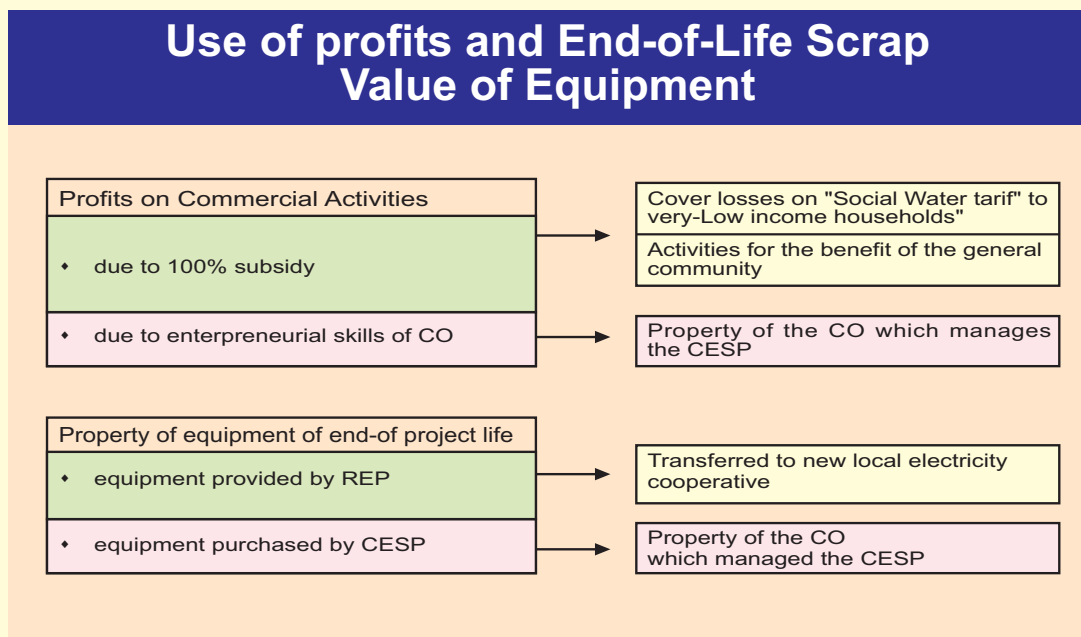 Use of profits and End-of-Life Scrap
Value of Equipment
Profits on Commercial Activities
• due to 100% subsidy
• due to enterpreneurial skills of CO
Cover losses on "Social Water tarif" to
very-Low income households"
Activities for the benefit of the general
community
Property of the CO which manages
the CESP
Property of equipment of end-of project life
• equipment provided by REP
• equipment purchased by CESP
Transferred to new local electricity
cooperative
Property of the CO
which managed the CESP